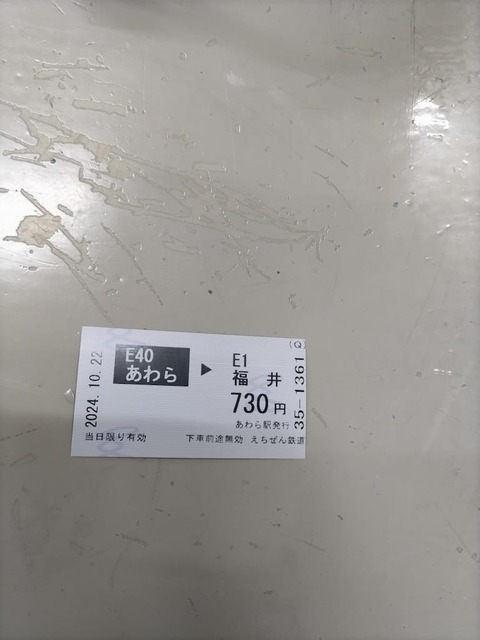 (Q)
2024.10.22
E40
あわら
▶
E1
福井
730円
あわら駅発行
35-1361
当日限り有効
下車前途無効 えちぜん鉄道